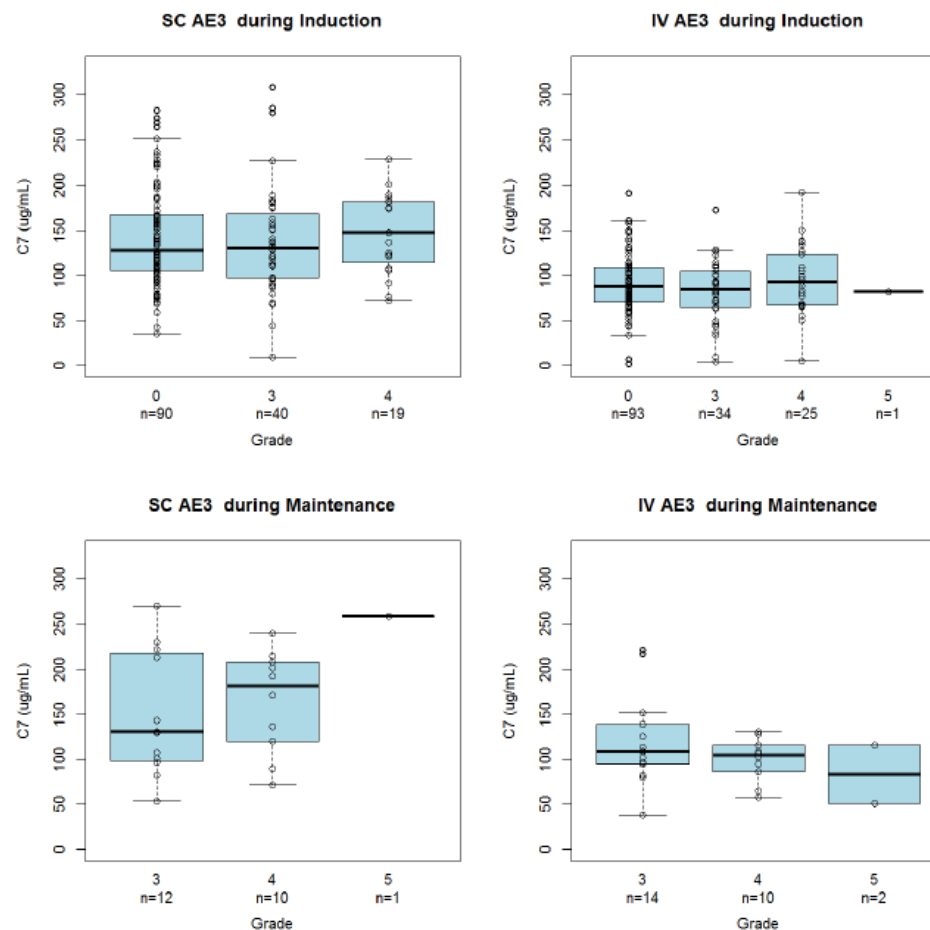 SC AE3 during Induction
C7 (ug/mL)
300
250
200
150
100
50
0
0 3 4
n=90 n=40 n=19
Grade
IV AE3 during Induction
C7 (ug/mL)
300
250
200
150
100
50
0
0 3 4 5
n=93 n=34 n=25 n=1
Grade
SC AE3 during Maintenance
C7 (ug/mL)
300
250
200
150
100
50
0
3 4 5
n=12 n=10 n=1
Grade
IV AE3 during Maintenance
C7 (ug/mL)
300
250
200
150
100
50
0
3 4 5
n=14 n=10 n=2
Grade